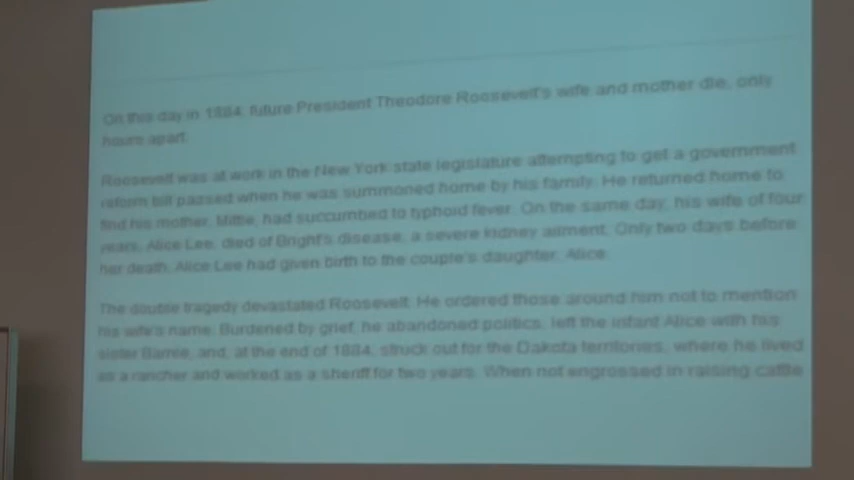 On this day in 1884, future President Theodore Roosevelt's wife and mother die, only
hours apart.
Roosevelt was at work in the New York state legislature attempting to get a government
reform bill passed when he was summoned home by his family. He returned home to
find his mother, Mittie, had succumbed to typhoid fever. On the same day, his wife of four
years, Alice Lee, died of Bright's disease, a severe kidney ailment. Only two days before
her death, Alice Lee had given birth to the couple's daughter, Alice.
The double tragedy devastated Roosevelt. He ordered those around him not to mention
his wife's name. Burdened by grief, he abandoned politics, left the infant Alice with his
sister Bamie, and, at the end of 1884, struck out for the Dakota territories, where he lived
as a rancher and worked as a sheriff for two years. When not engrossed in raising cattle